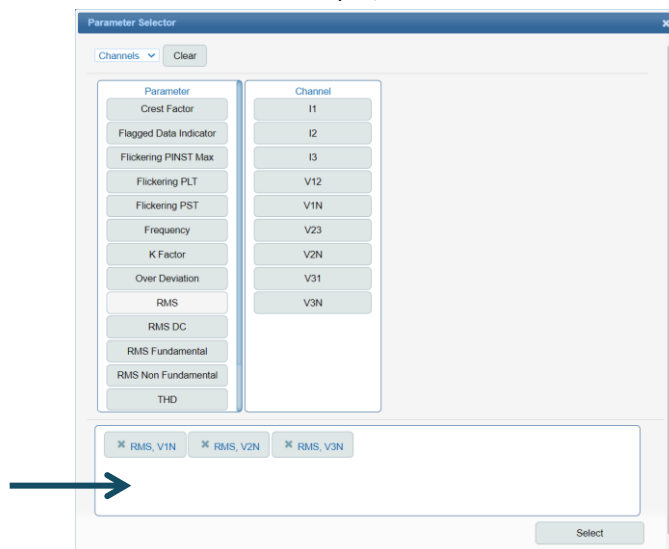 Parameter Selector
Channels Clear
Parameter
Crest Factor
Flagged Data Indicator
Flickering PINST Max
Flickering PLT
Flickering PST
Frequency
K Factor
Over Deviation
RMS
RMS DC
RMS Fundamental
RMS Non Fundamental
THD
Channel
I1
I2
I3
V12
V1N
V23
V2N
V31
V3N
RMS, V1N RMS, V2N RMS, V3N
Select